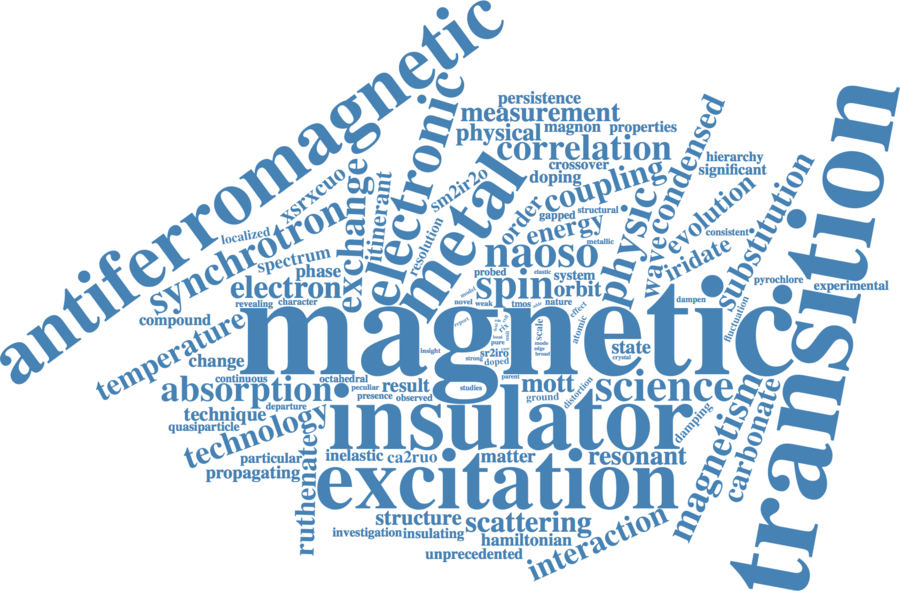 antiferromagnetic
persistence
measurement
physical
magnon
properties
correlation
crossover
doping
coupling
condensed
hierarchy
significant
transition
electronic
exchange
itinerant
sm2ir2o
metal
xsrxcuo
synchrotron
localized
spectrum
resolution
order
gapped
structural
energy
metallic
physics
wave
evolution
consistent
iridate
substitution
phase
electron
naoso
probed
elastic
system
spin
orbit
pyrochlore
experimental
revealing
character
novel
weak
tmos
nature
effect
dampen
fluctuation
compound
temperature
magnetic
model
report
pure
atomic
scale
mode
edge
broad
state
crystal
change
insight
strong
sr2iro
doped
parent
continuous
octahedral
peculiar
result
studies
mott
science
absorption
presence
observed
ground
distortion
departure
technique
quasiparticle
technology
insulator
damping
magnetism
carbonate
particular
propagating
inelastic
ca2ruo
matter
resonant
ruthenate
excitation
structure
scattering
interaction
investigation
insulating
hamiltonian
unprecedented